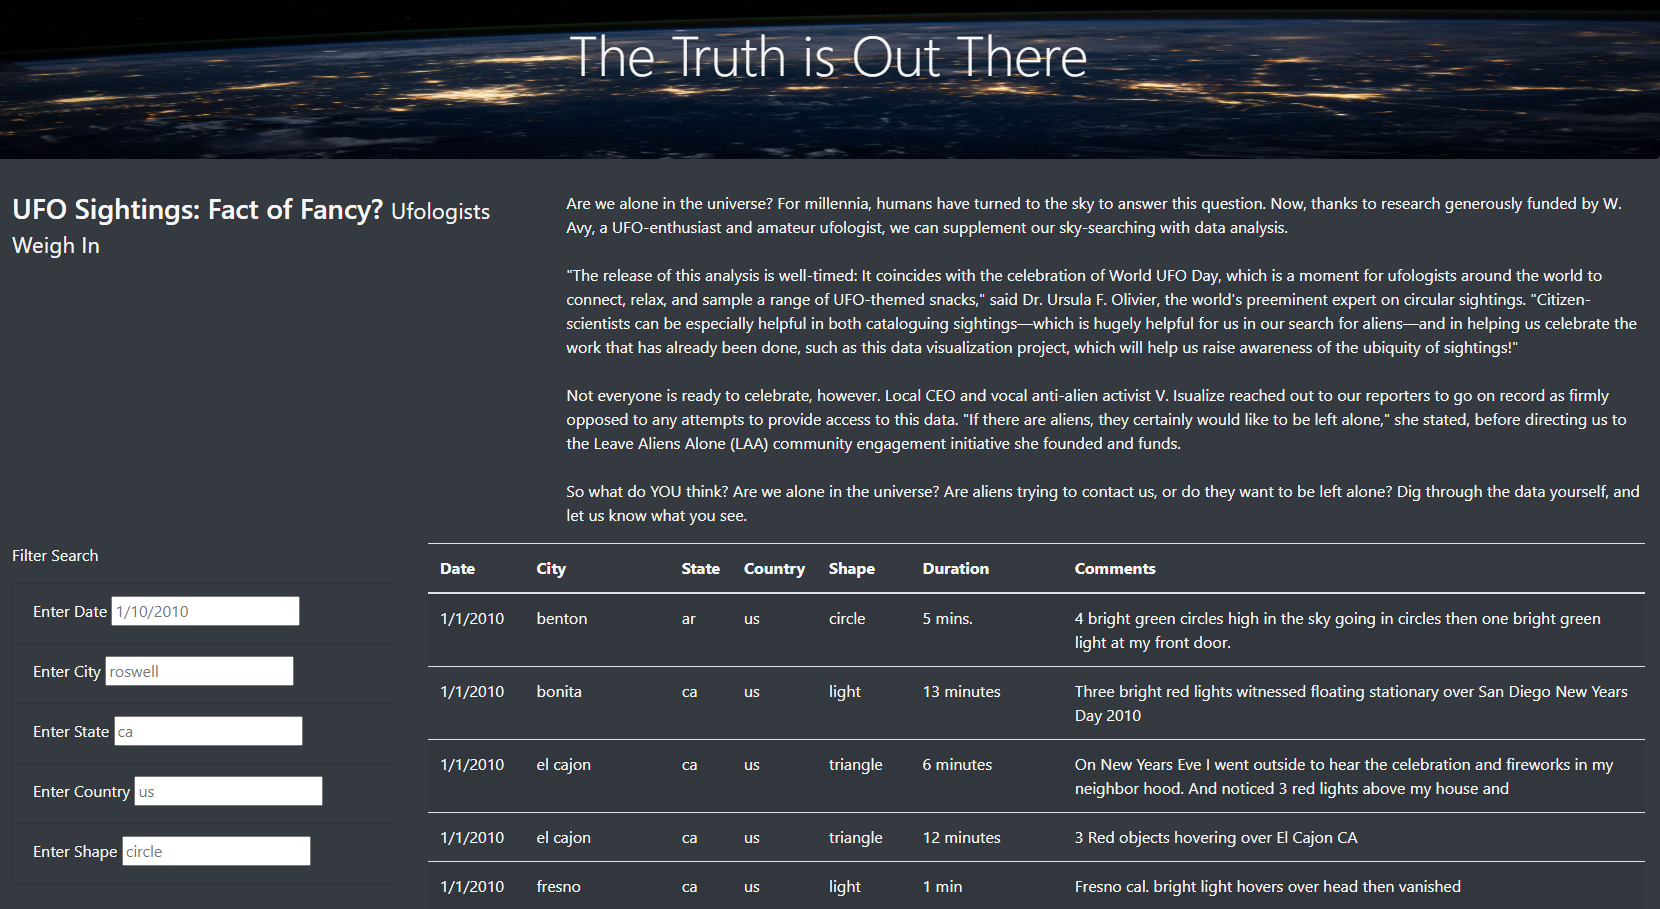 The Truth is Out There
UFO Sightings: Fact of Fancy? Ufologists
Weigh In
Are we alone in the universe? For millennia, humans have turned to the sky to answer this question. Now, thanks to research generously funded by W.
Avy, a UFO-enthusiast and amateur ufologist, we can supplement our sky-searching with data analysis.
"The release of this analysis is well-timed: It coincides with the celebration of World UFO Day, which is a moment for ufologists around the world to
connect, relax, and sample a range of UFO-themed snacks," said Dr. Ursula F. Olivier, the world's preeminent expert on circular sightings. "Citizen-
scientists can be especially helpful in both cataloguing sightings—which is hugely helpful for us in our search for aliens—and in helping us celebrate the
work that has already been done, such as this data visualization project, which will help us raise awareness of the ubiquity of sightings!"
Not everyone is ready to celebrate, however. Local CEO and vocal anti-alien activist V. Isualize reached out to our reporters to go on record as firmly
opposed to any attempts to provide access to this data. "If there are aliens, they certainly would like to be left alone," she stated, before directing us to
the Leave Aliens Alone (LAA) community engagement initiative she founded and funds.
So what do YOU think? Are we alone in the universe? Are aliens trying to contact us, or do they want to be left alone? Dig through the data yourself, and
let us know what you see.
Filter Search
Enter Date 1/10/2010
Enter City roswell
Enter State ca
Enter Country us
Enter Shape circle
Date City State Country Shape Duration Comments
1/1/2010 benton ar us circle 5 mins. 4 bright green circles high in the sky going in circles then one bright green
light at my front door.
1/1/2010 bonita ca us light 13 minutes Three bright red lights witnessed floating stationary over San Diego New Years
Day 2010
1/1/2010 el cajon ca us triangle 6 minutes On New Years Eve I went outside to hear the celebration and fireworks in my
neighbor hood. And noticed 3 red lights above my house and
1/1/2010 el cajon ca us triangle 12 minutes 3 Red objects hovering over El Cajon CA
1/1/2010 fresno ca us light 1 min Fresno cal. bright light hovers over head then vanished